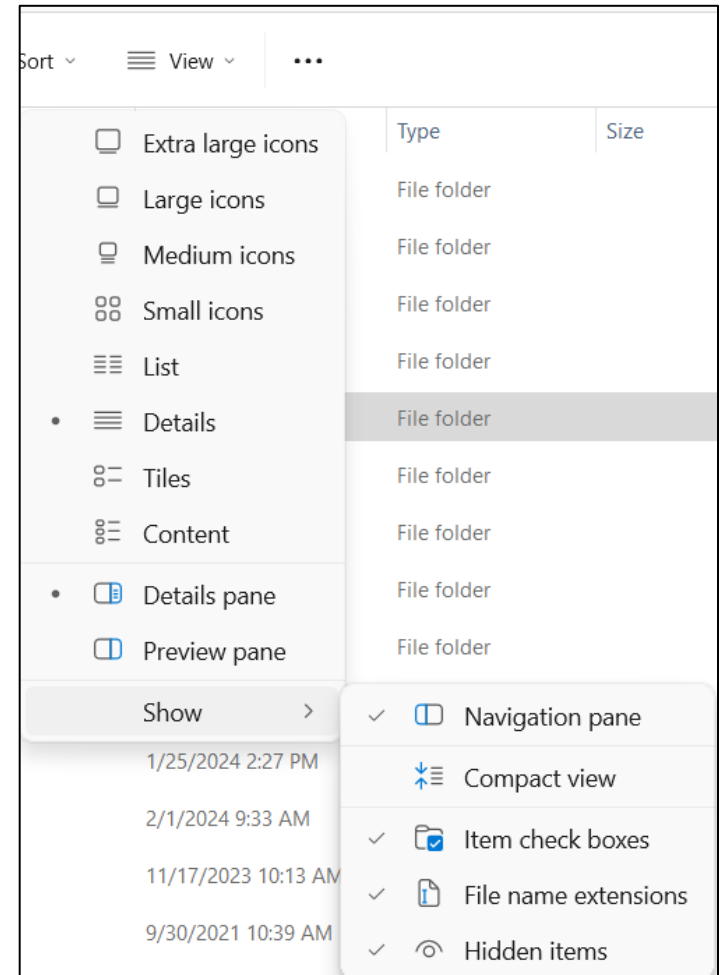 Sort View •••
Type Size
Extra large icons
File folder
Large icons
File folder
Medium icons
File folder
Small icons
File folder
List
File folder
Details
File folder
Tiles
File folder
Content
File folder
Details pane
File folder
Preview pane
Show
Navigation pane
1/25/2024 2:27 PM
Compact view
2/1/2024 9:33 AM
Item check boxes
11/17/2023 10:13 AM
File name extensions
9/30/2021 10:39 AM
Hidden items